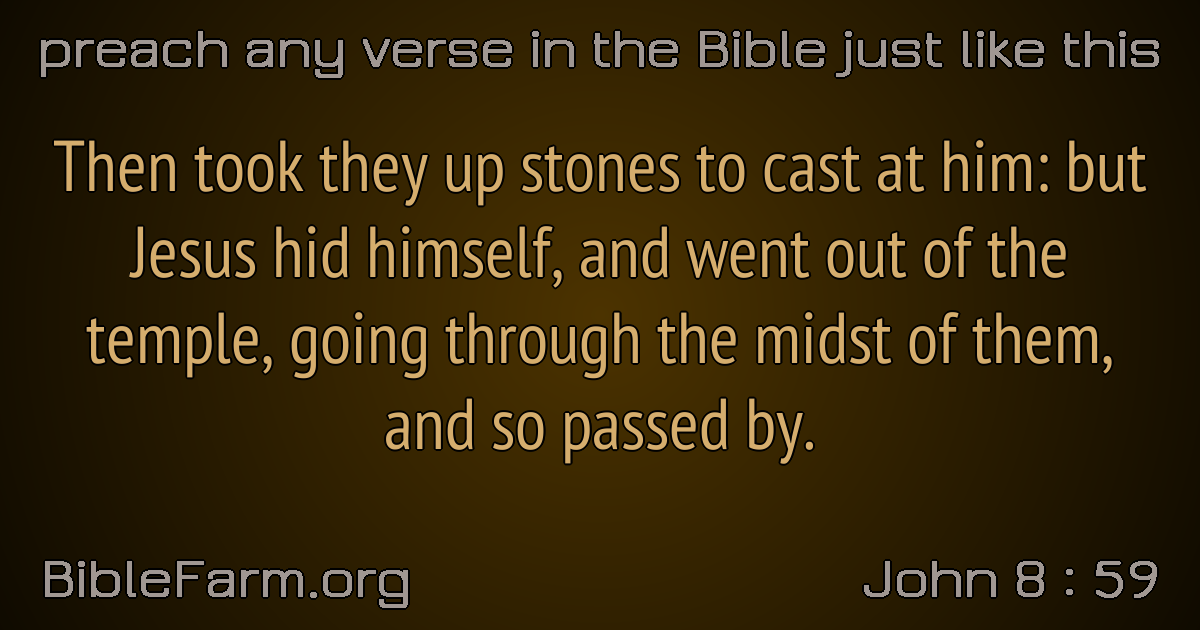 preach any verse in the Bible just like this
Then took they up stones to cast at him: but
Jesus hid himself, and went out of the
temple, going through the midst of them,
and so passed by.
BibleFarm.org
John 8 : 59